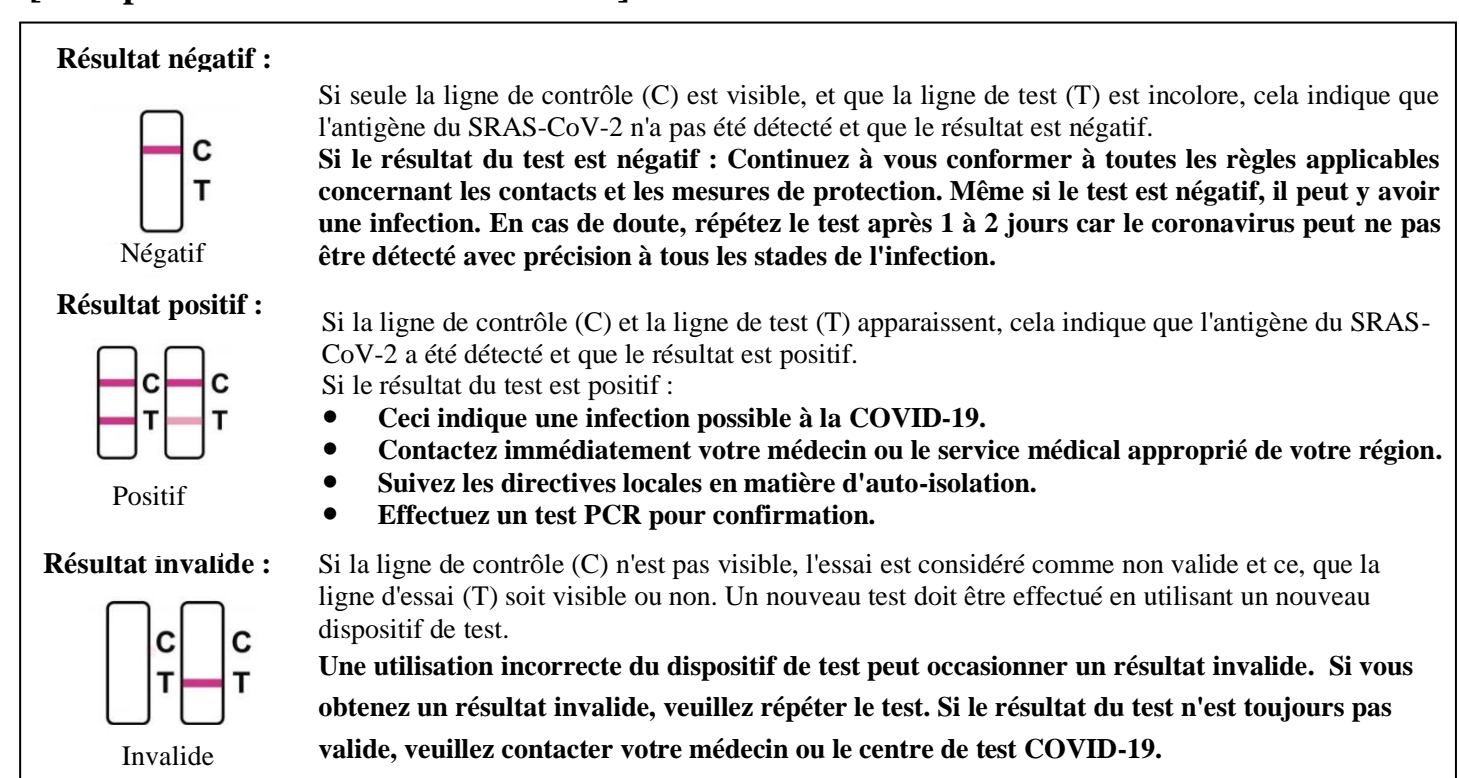 Résultat négatif :
Si seule la ligne de contrôle (C) est visible, et que la ligne de test (T) est incolore, cela indique que
l'antigène du SRAS-CoV-2 n'a pas été détecté et que le résultat est négatif.
Si le résultat du test est négatif : Continuez à vous conformer à toutes les règles applicables
concernant les contacts et les mesures de protection. Même si le test est négatif, il peut y avoir
une infection. En cas de doute, répétez le test après 1 à 2 jours car le coronavirus peut ne pas
être détecté avec précision à tous les stades de l'infection.
C
T
Négatif
Résultat positif :
Si la ligne de contrôle (C) et la ligne de test (T) apparaissent, cela indique que l'antigène du SRAS-
CoV-2 a été détecté et que le résultat est positif.
Si le résultat du test est positif :
• Ceci indique une infection possible à la COVID-19.
• Contactez immédiatement votre médecin ou le service médical approprié de votre région.
• Suivez les directives locales en matière d'auto-isolation.
• Effectuez un test PCR pour confirmation.
C C
T T
Positif
Résultat invalide :
Si la ligne de contrôle (C) n'est pas visible, l'essai est considéré comme non valide et ce, que la
ligne d'essai (T) soit visible ou non. Un nouveau test doit être effectué en utilisant un nouveau
dispositif de test.
Une utilisation incorrecte du dispositif de test peut occasionner un résultat invalide. Si vous
obtenez un résultat invalide, veuillez répéter le test. Si le résultat du test n'est toujours pas
valide, veuillez contacter votre médecin ou le centre de test COVID-19.
C C
T T
Invalide